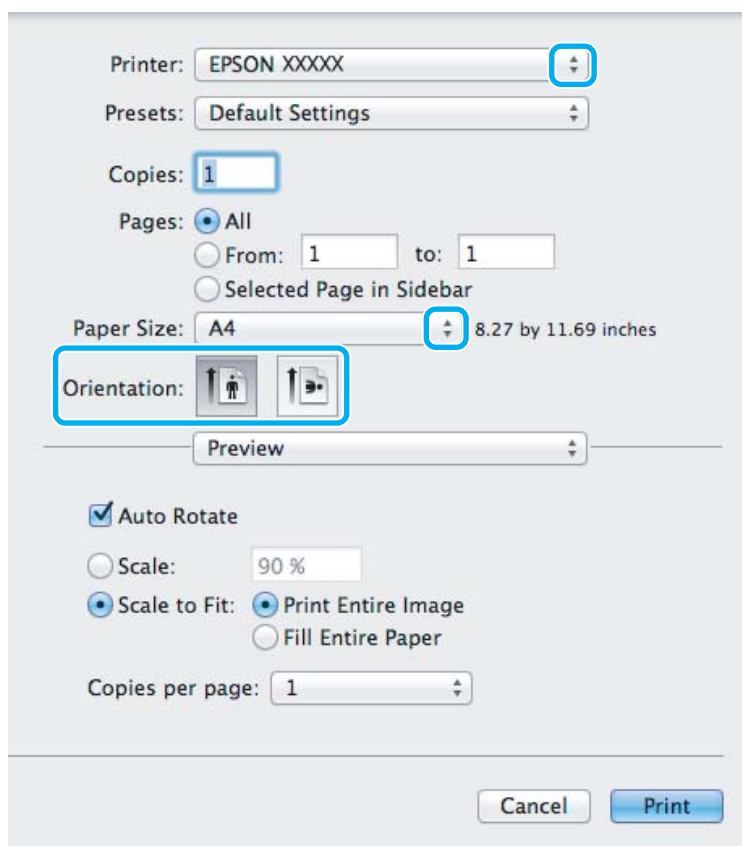 Printer: EPSON XXXXX
Presets: Default Settings
Copies: 1
Pages: All
From: 1 to: 1
Selected Page in Sidebar
Paper Size: A4 8.27 by 11.69 inches
Orientation:
Preview
Auto Rotate
Scale: 90 %
Scale to Fit: Print Entire Image
Fill Entire Paper
Copies per page: 1
Cancel Print